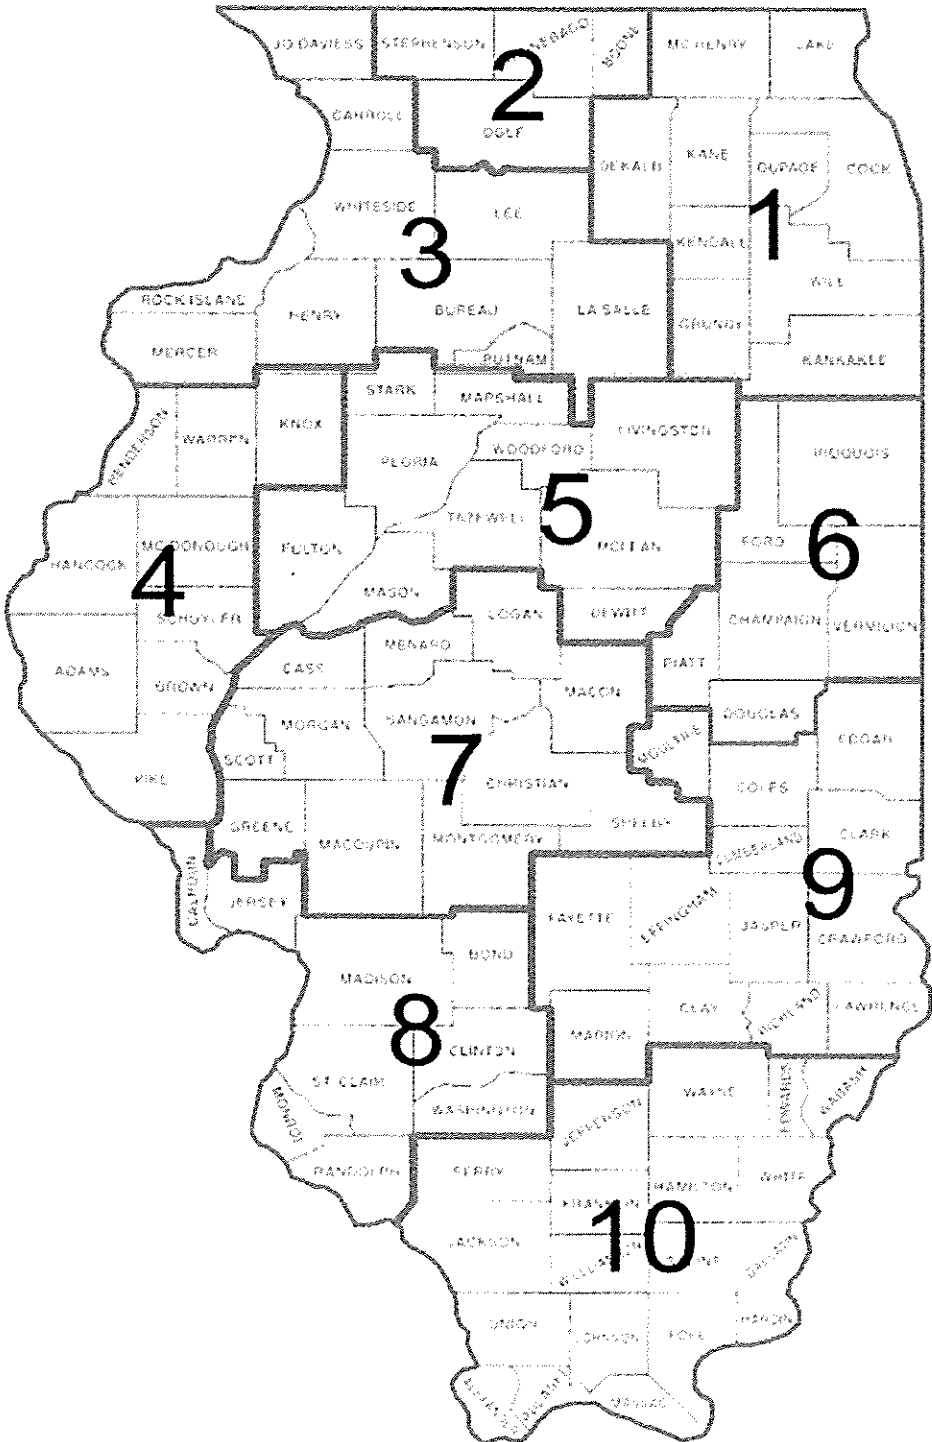 JO DAVIESS STEPHENSON NEBAGO BOONE MCHENRY LAKE
2
CARROLL OGLE
DEKALB KANE DUPAGE COOK
1
WHITESIDE LEE KENDALL
3
ROCK ISLAND HENRY BUREAU LA SALLE GRUNDY WILL
MERCER PUTNAM KANKAKEE
STARK MARSHALL
HENDERSON WARREN KNOX PEORIA WOODFORD LIVINGSTON IROQUOIS
5
TAZEWELL MCLEAN FORD
6
HANCOCK MCDONOUGH FULTON
4
SCHUYLER MASON LOGAN DEWITT CHAMPAIGN VERMILION
MENARD PIATT
ADAMS BROWN CASS MACON
MORGAN SANGAMON MOULTRIE DOUGLAS EDGAR
7
PIKE SCOTT CHRISTIAN COLES
GREENE MACOUPIN MONTGOMERY SHELBY CUMBERLAND CLARK
9
CALHOUN JERSEY FAYETTE EFFINGHAM JASPER CRAWFORD
BOND
MADISON CLAY RICHLAND LAWRENCE
8
CLINTON MARION
ST CLAIR WASHINGTON WAYNE EDWARDS WABASH
MONROE JEFFERSON
RANDOLPH PERRY HAMILTON WHITE
FRANKLIN
10
JACKSON GALLATIN
UNION JOHNSON POPE HARDIN